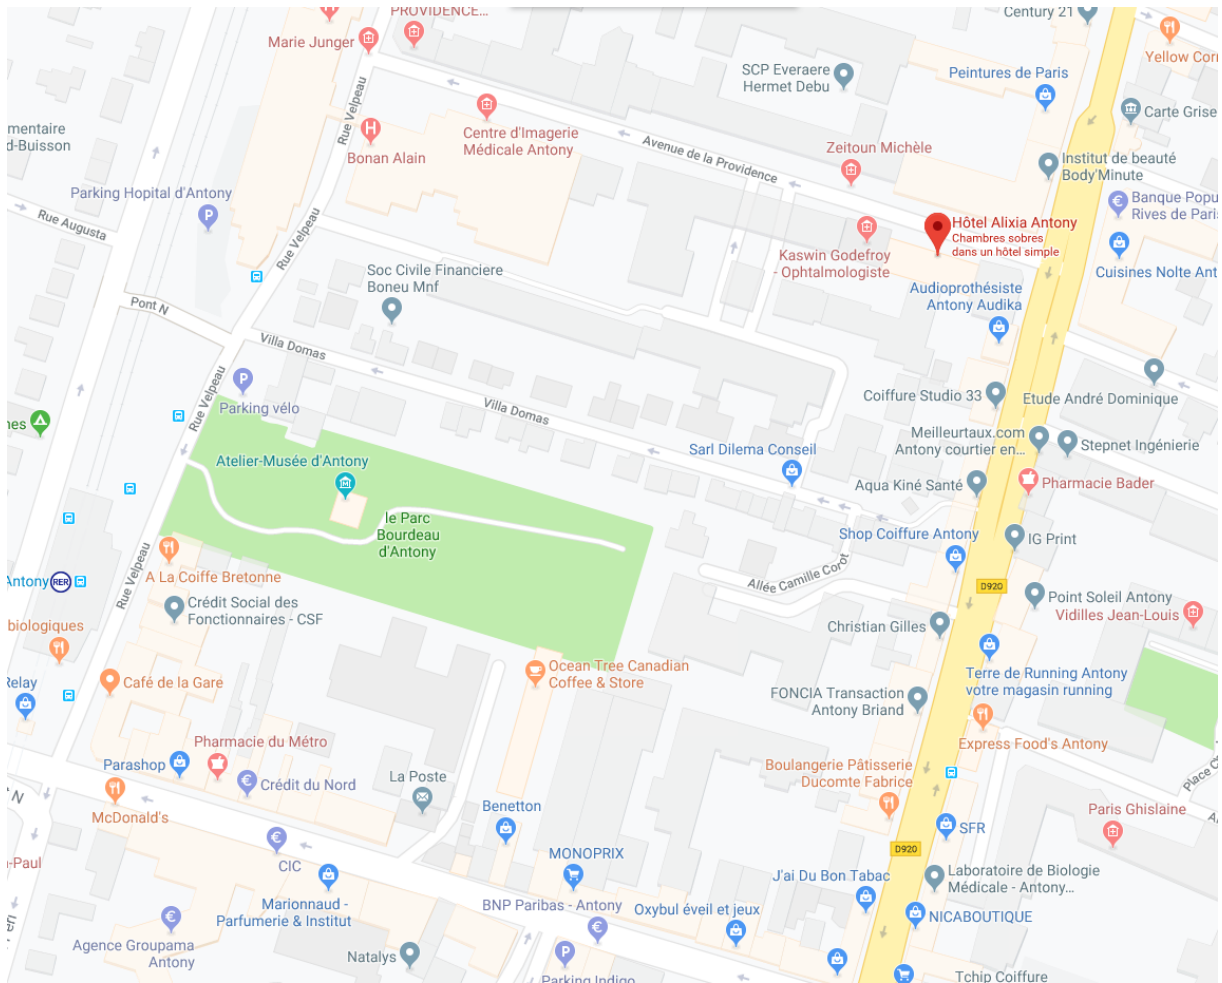 PROVIDENCE...
Century 21
Marie Junger
Yellow Corn
SCP Everaere
Hermet Debu
Peintures de Paris
Rue Velpeau
Centre d'Imagerie
Médicale Antony
Carte Grise
mentaire
d-Buisson
Bonan Alain
Avenue de la Providence
Zeitoun Michèle
Institut de beauté
Body'Minute
Parking Hopital d'Antony
Banque Popu
Rives de Paris
Rue Augusta
Rue Velpeau
Hôtel Alixia Antony
Chambres sobres
dans un hôtel simple
Kaswin Godefroy
- Ophtalmologiste
Soc Civile Financiere
Boneu Mnf
Cuisines Nolte Ant
Audioprothésiste
Antony Audika
Pont N
Villa Domas
Rue Velpeau
Parking vélo
Villa Domas
Coiffure Studio 33
Etude André Dominique
nes
Meilleurtaux.com
Antony courtier en...
Stepnet Ingénierie
Sarl Dilema Conseil
Atelier-Musée d'Antony
Aqua Kiné Santé
Pharmacie Bader
le Parc
Bourdeau
d'Antony
Shop Coiffure Antony
IG Print
Rue Velpeau
A La Coiffe Bretonne
Antony
RER
Allée Camille Corot
D920
Crédit Social des
Fonctionnaires - CSF
Point Soleil Antony
Vidilles Jean-Louis
biologiques
Christian Gilles
Ocean Tree Canadian
Coffee & Store
Terre de Running Antony
votre magasin running
Relay
Café de la Gare
FONCIA Transaction
Antony Briand
Pharmacie du Métro
Express Food's Antony
Parashop
La Poste
Crédit du Nord
Boulangerie Pâtisserie
Ducomte Fabrice
Place C
N
McDonald's
Benetton
Paris Ghislaine
SFR
CIC
MONOPRIX
D920
-Paul
J'ai Du Bon Tabac
Laboratoire de Biologie
Médicale - Antony...
Marionnaud -
Parfumerie & Institut
BNP Paribas - Antony
Oxybul éveil et jeux
NICABOUTIQUE
Agence Groupama
Antony
Natalys
Parking Indigo
Tchip Coiffure